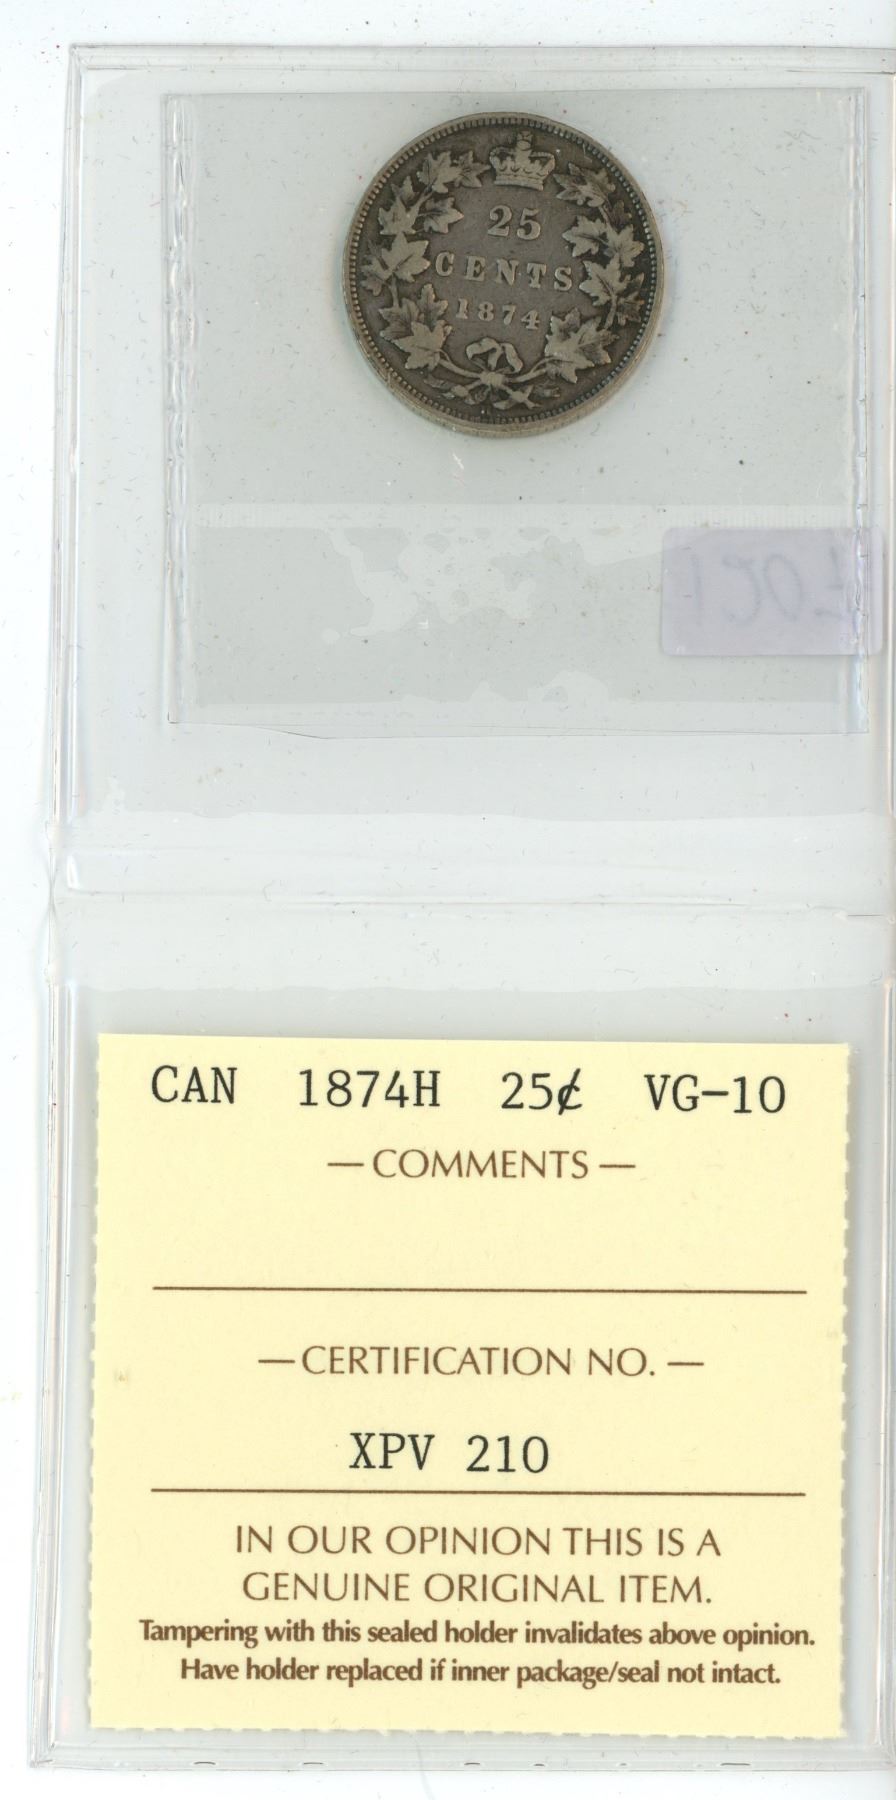 25
CENTS
1874
CAN 1874H 25¢ VG-10
— COMMENTS —
— CERTIFICATION NO. —
XPV 210
IN OUR OPINION THIS IS A
GENUINE ORIGINAL ITEM.
Tampering with this sealed holder invalidates above opinion.
Have holder replaced if inner package/seal not intact.